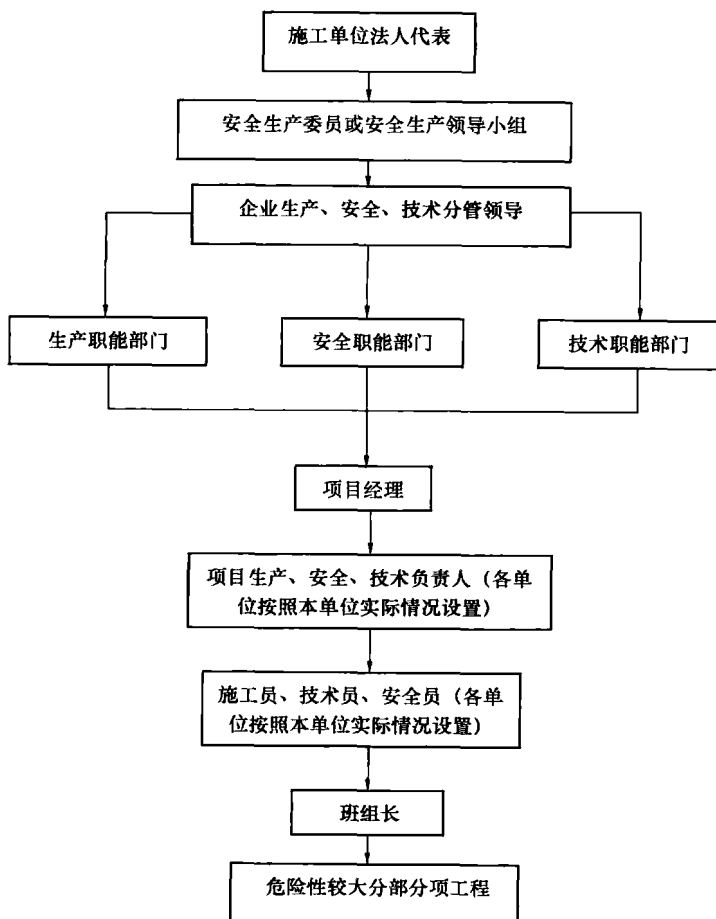 施工单位法人代表
安全生产委员或安全生产领导小组
企业生产、安全、技术分管领导
生产职能部门
安全职能部门
技术职能部门
项目经理
项目生产、安全、技术负责人（各单
位按照本单位实际情况设置）
施工员、技术员、安全员（各单
位按照本单位实际情况设置）
班组长
危险性较大分部分项工程